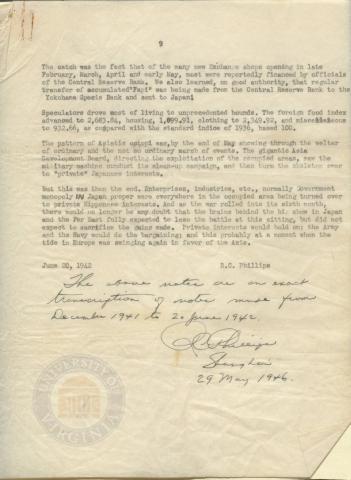 9
The catch was the fact that of the many new Exchange shops opening in late
February, March, April and early May, most were reportedly financed by officials
of the Central Reserve Bank. We also learned, on good authority, that regular
transfer of accumulated "Fapi" was being made from the Central Reserve Bank to the
Yokohama Specie Bank and sent to Japan!
Speculators drove cost of living to unprecedented bounds. The foreign food index
advanced to 2,683.84, housing, clothing to 2,349.92, and miscellaneous
to 932.66, as compared with the standard indice of 1936, based 100.
The pattern of Asiatic was, by the end of May showing through the welter
of ordinary and the not so ordinary march of events. The gigantic Asia
Development Board, directing the exploitation of the occupied areas, saw the
military machine conduct its campaign, and then turn the skeleton over
to "private" Japanese interests.
But this was then the end. Enterprises, industries, etc., normally Government
monopoly IN Japan proper were everywhere in the occupied area being turned over
to private Nipponese interests. And as the war rolled into its sixth month,
there would no longer be any doubt that the brains behind the big show in Japan
and the Far East fully expected to lose the battle at this sitting, but did not
expect to sacrifice the gains made. Private interests would hold on; the Army
and the Navy would do the bargaining; and this probably at a moment when the
tide in Europe was swinging again in favor of the Axis.
June 20, 1942 R.C. Phillips
The above notes are an exact
transcription of notes made from
December 1941 to 20 June 1942.
Shanghai
29 May 1946.
UNIVERSITY OF
VIRGINIA